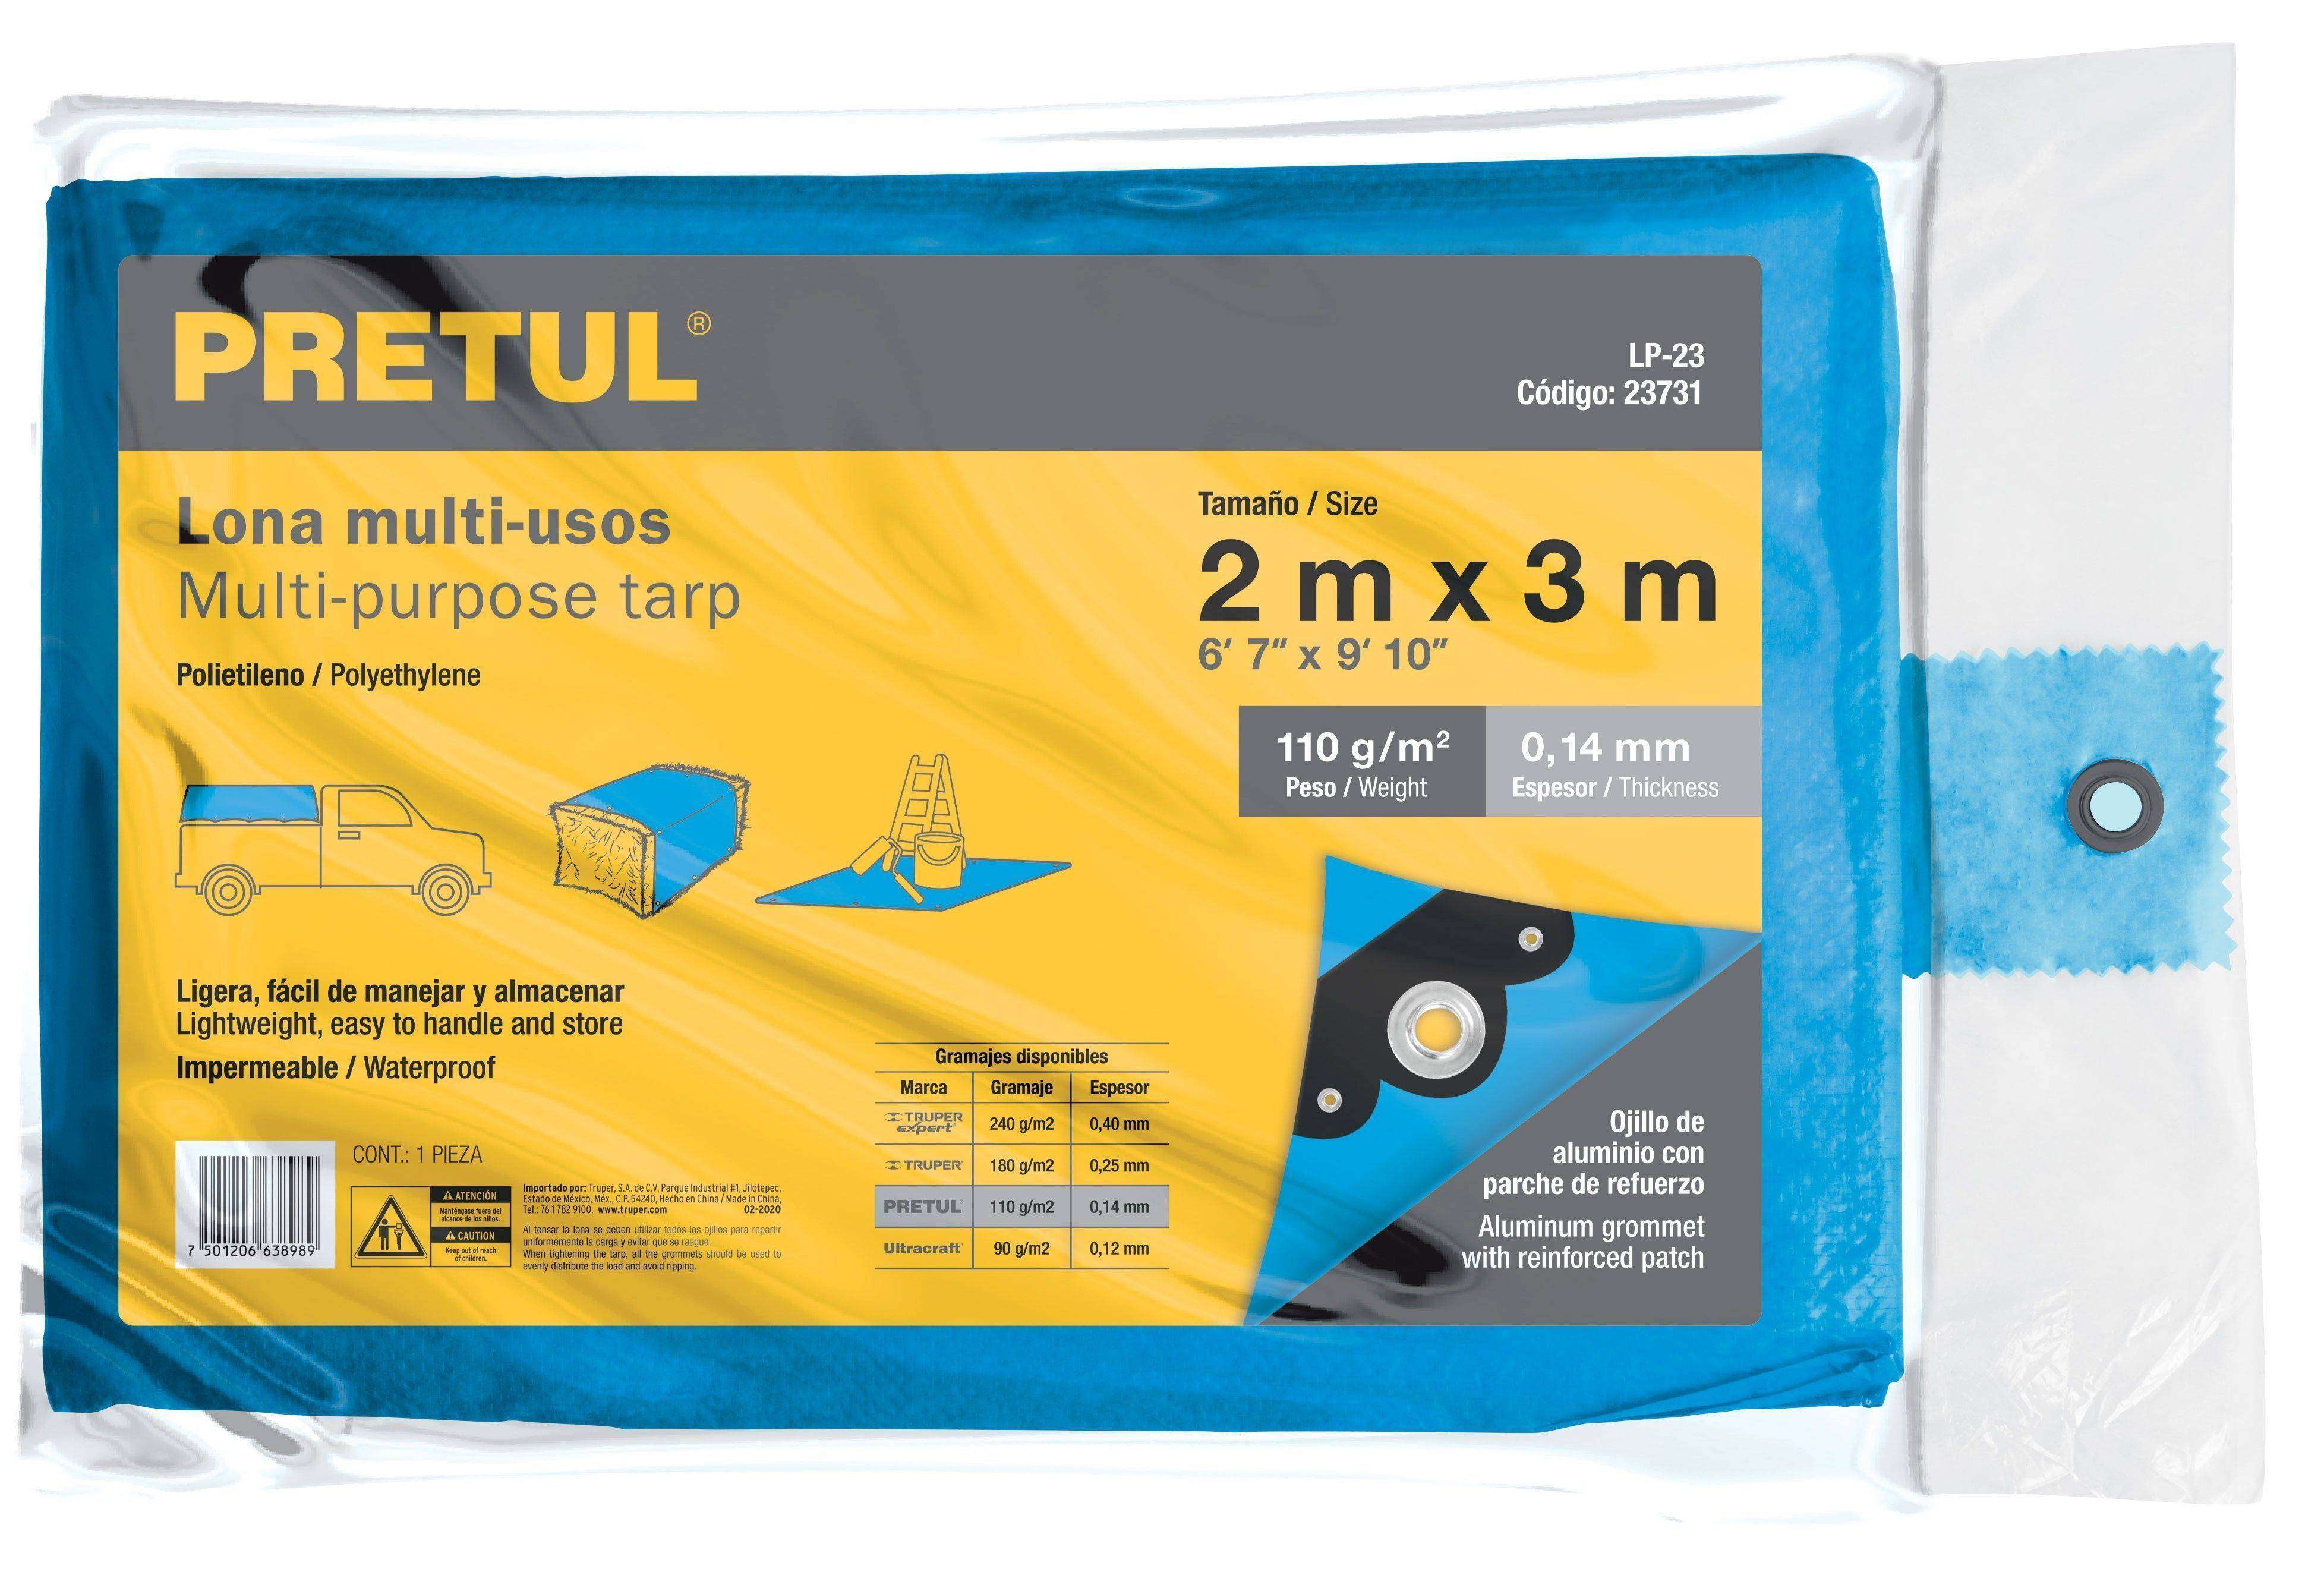 PRETUL®
LP-23
Código: 23731
Lona multi-usos
Multi-purpose tarp
Polietileno / Polyethylene
Tamaño / Size
2 m x 3 m
6' 7" x 9' 10"
110 g/m²
Peso / Weight
0,14 mm
Espesor / Thickness
Ligera, fácil de manejar y almacenar
Lightweight, easy to handle and store
Impermeable / Waterproof
Gramajes disponibles
Marca Gramaje Espesor
TRUPER expert 240 g/m2 0,40 mm
TRUPER 180 g/m2 0,25 mm
PRETUL 110 g/m2 0,14 mm
Ultracraft 90 g/m2 0,12 mm
Ojillo de
aluminio con
parche de refuerzo
Aluminum grommet
with reinforced patch
7 501206 638989
CONT.: 1 PIEZA
ATENCIÓN
Manténgase fuera del
alcance de los niños.
CAUTION
Keep out of reach
of children.
Importado por: Truper, S.A. de C.V. Parque Industrial #1, Jilotepec,
Estado de México, Méx., C.P. 54240, Hecho en China / Made in China,
Tel.: 76 1 782 9100. www.truper.com 02-2020
Al tensar la lona se deben utilizar todos los ojillos para repartir
uniformemente la carga y evitar que se rasgue.
When tightening the tarp, all the grommets should be used to
evenly distribute the load and avoid ripping.